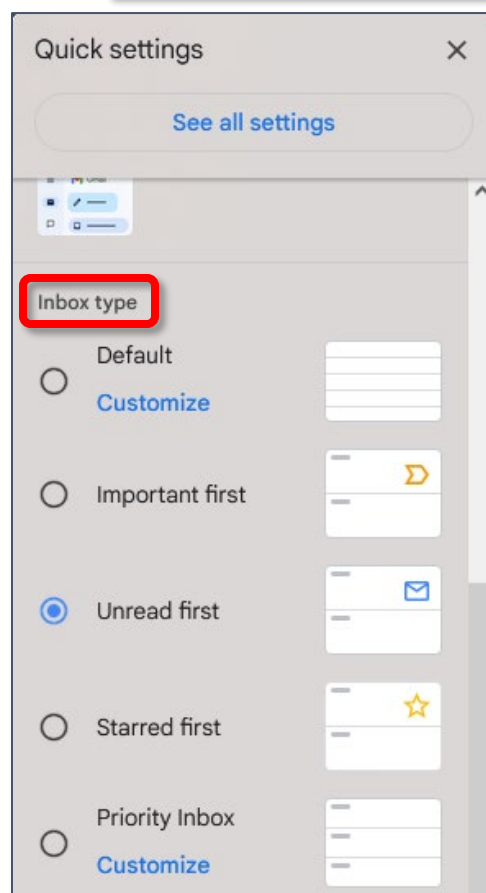 Quick settings
See all settings
Inbox type
Default
Customize
Important first
Unread first
Starred first
Priority Inbox
Customize